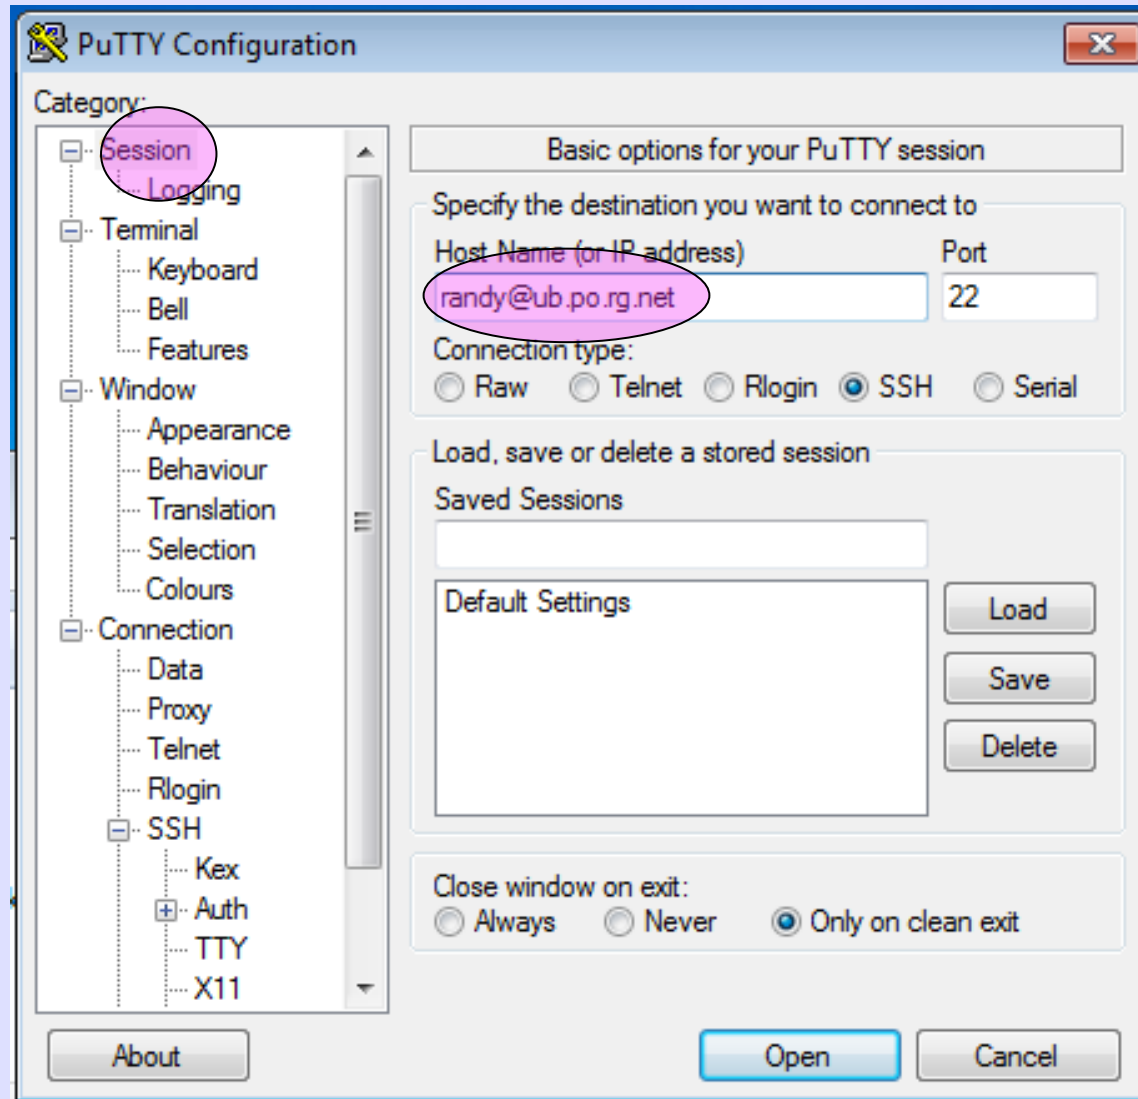 PuTTY Configuration
Category:
Session
Logging
Terminal
Keyboard
Bell
Features
Window
Appearance
Behaviour
Translation
Selection
Colours
Connection
Data
Proxy
Telnet
Rlogin
SSH
Kex
Auth
TTY
X11
Basic options for your PuTTY session
Specify the destination you want to connect to
Host Name (or IP address) Port
randy@ub.po.rg.net 22
Connection type:
Raw Telnet Rlogin SSH Serial
Load, save or delete a stored session
Saved Sessions
Default Settings
Load
Save
Delete
Close window on exit:
Always Never Only on clean exit
About Open Cancel